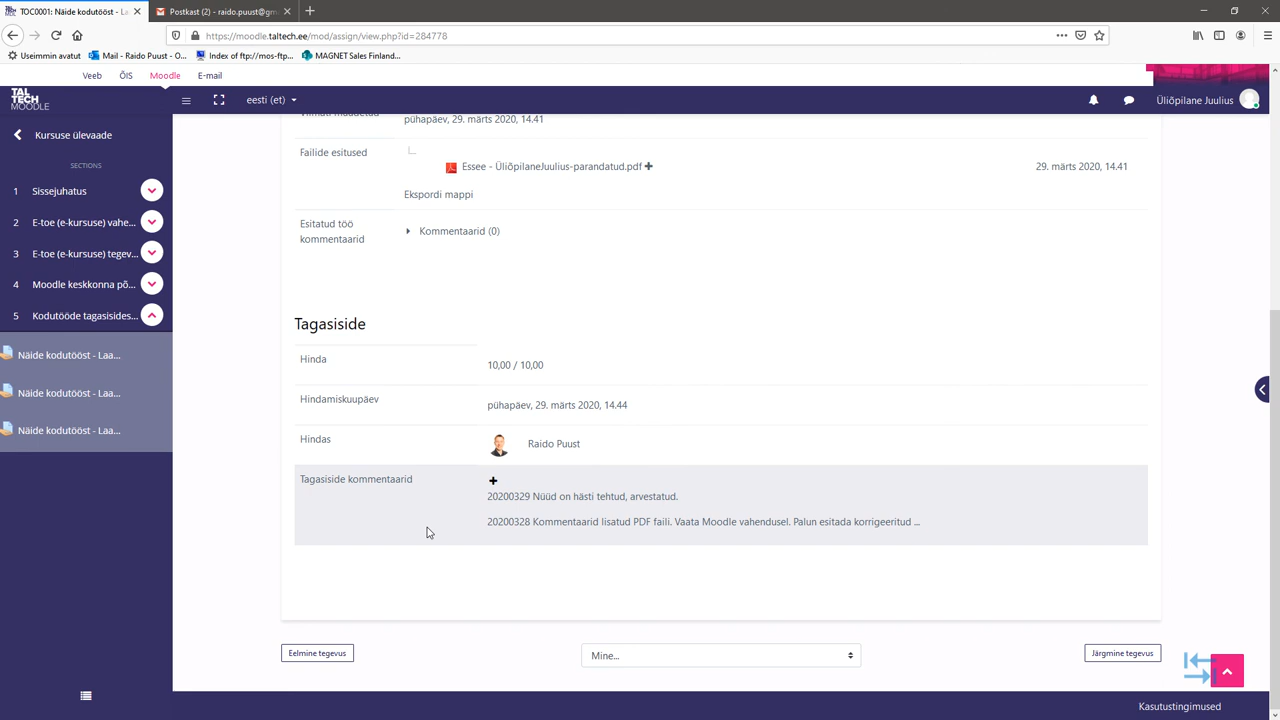 TOC0001: Näide kodutööst - La
Postkast (2) - raido.puust@gm
https://moodle.taltech.ee/mod/assign/view.php?id=284778
Useimmin avatut
Mail - Raido Puust - O...
Index of ftp://mos-ftp...
MAGNET Sales Finland...
Veeb
ÕIS
Moodle
E-mail
TAL
TECH
MOODLE
eesti (et)
Üliõpilane Juulius
Kursuse ülevaade
SECTIONS
1 Sissejuhatus
2 E-toe (e-kursuse) vahe...
3 E-toe (e-kursuse) tegev...
4 Moodle keskkonna põ...
5 Kodutööde tagasisides...
Näide kodutööst - Laa...
Näide kodutööst - Laa...
Näide kodutööst - Laa...
Viimati muudetud
pühapäev, 29. märts 2020, 14.41
Failide esitused
Essee - ÜliõpilaneJuulius-parandatud.pdf
29. märts 2020, 14.41
Ekspordi mappi
Esitatud töö
kommentaarid
Kommentaarid (0)
Tagasiside
Hinda
10,00 / 10,00
Hindamiskuupäev
pühapäev, 29. märts 2020, 14.44
Hindas
Raido Puust
Tagasiside kommentaarid
20200329 Nüüd on hästi tehtud, arvestatud.
20200328 Kommentaarid lisatud PDF faili. Vaata Moodle vahendusel. Palun esitada korrigeeritud ...
Eelmine tegevus
Mine...
Järgmine tegevus
Kasutustingimused